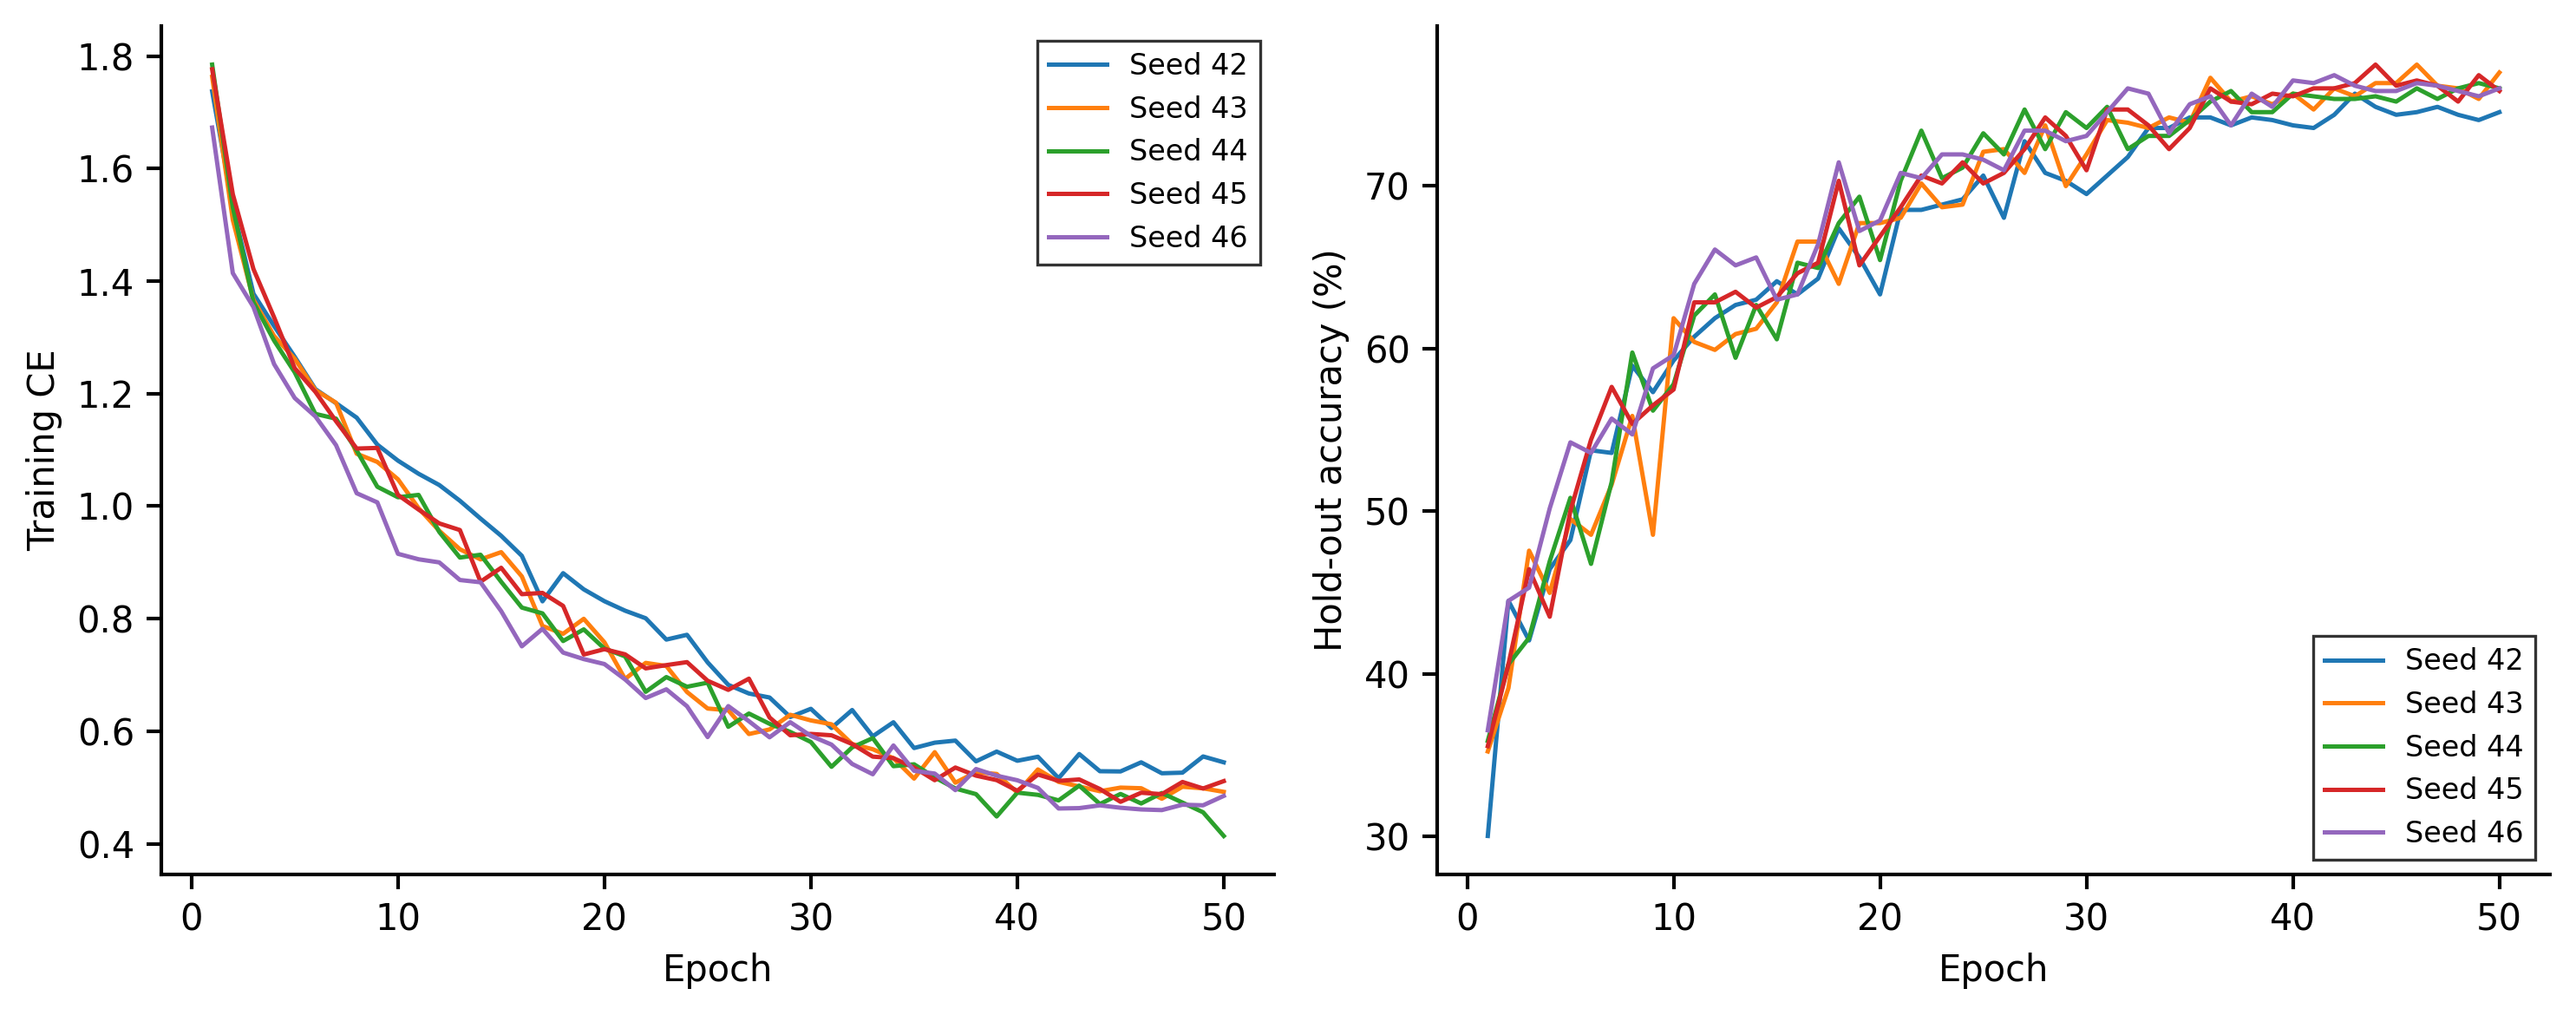 Training CE
1.8
1.6
1.4
1.2
1.0
0.8
0.6
0.4
0 10 20 30 40 50
Epoch
Seed 42
Seed 43
Seed 44
Seed 45
Seed 46
Hold-out accuracy (%)
70
60
50
40
30
0 10 20 30 40 50
Epoch
Seed 42
Seed 43
Seed 44
Seed 45
Seed 46